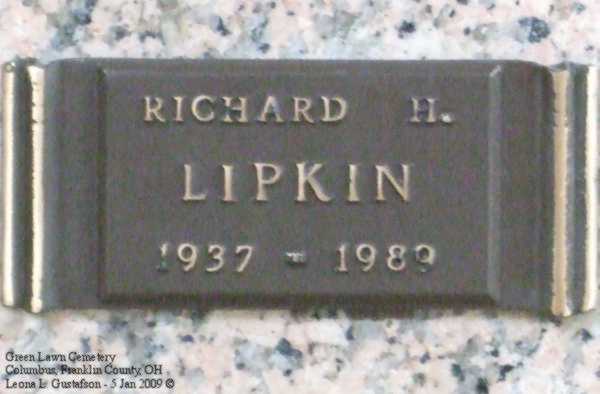 RICHARD H.
LIPKIN
1937 - 1989
Green Lawn Cemetery
Columbus, Franklin County, OH
Leona L. Gustafson - 5 Jan 2009 ©